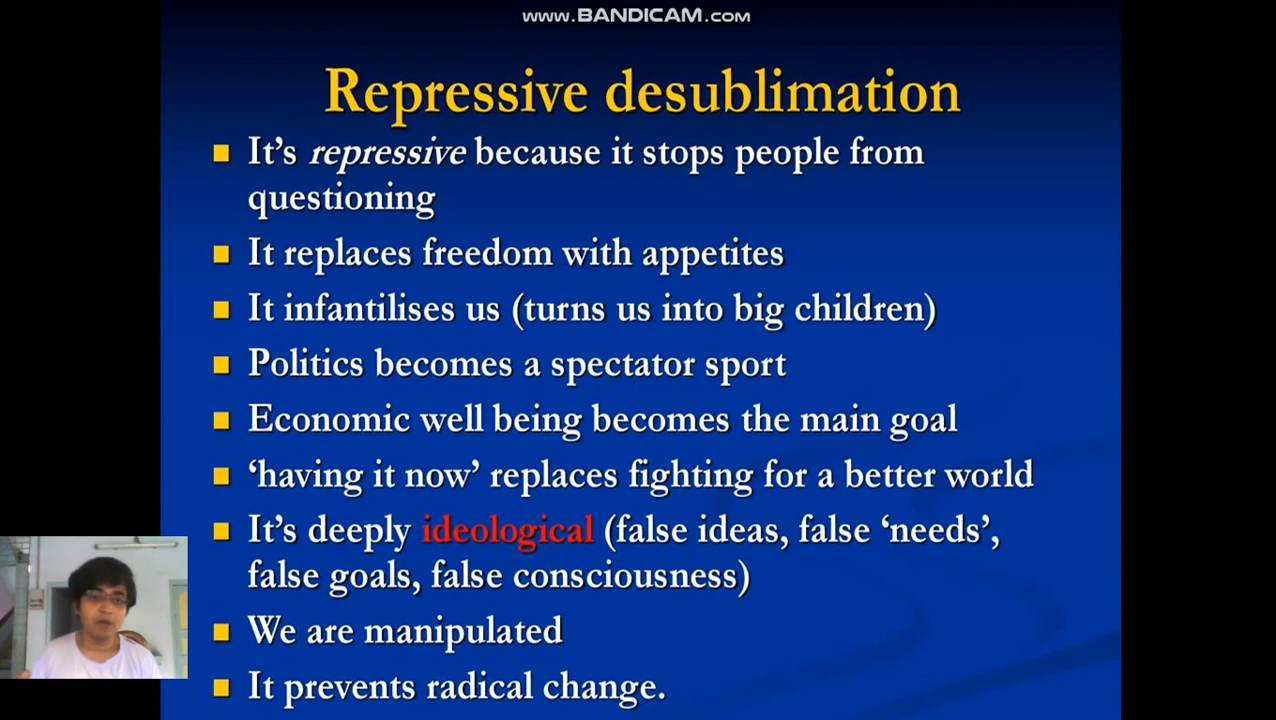 www.BANDICAM.com
Repressive desublimation
It’s repressive because it stops people from
questioning
It replaces freedom with appetites
It infantilises us (turns us into big children)
Politics becomes a spectator sport
Economic well being becomes the main goal
‘having it now’ replaces fighting for a better world
It’s deeply ideological (false ideas, false ‘needs’,
false goals, false consciousness)
We are manipulated
It prevents radical change.